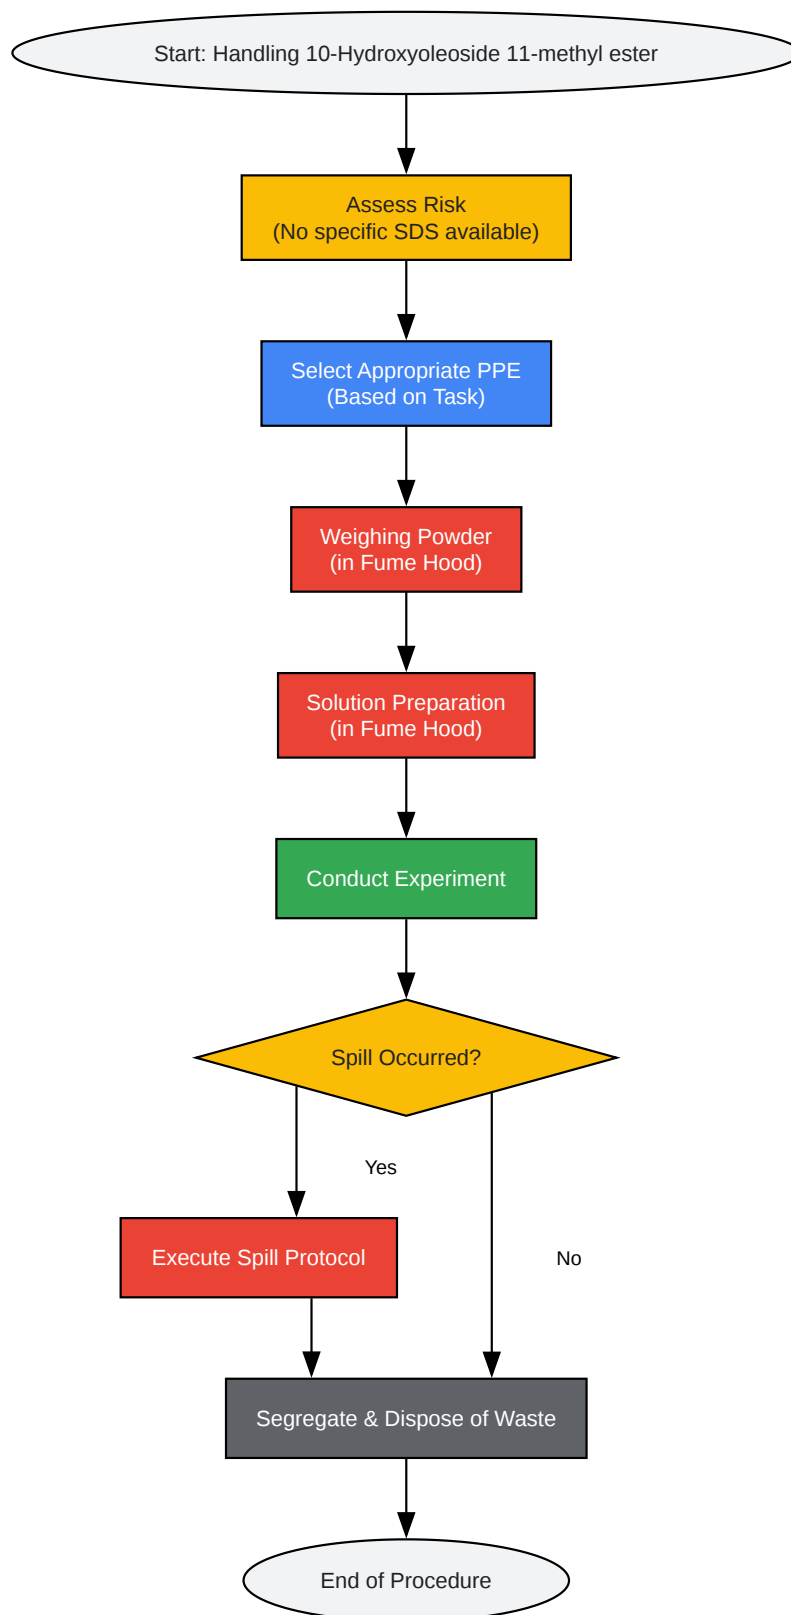 Start: Handling 10-Hydroxyoleoside 11-methyl ester
Assess Risk
(No specific SDS available)
Select Appropriate PPE
(Based on Task)
Weighing Powder
(in Fume Hood)
Solution Preparation
(in Fume Hood)
Conduct Experiment
Spill Occurred?
Yes
Execute Spill Protocol
No
Segregate & Dispose of Waste
End of Procedure